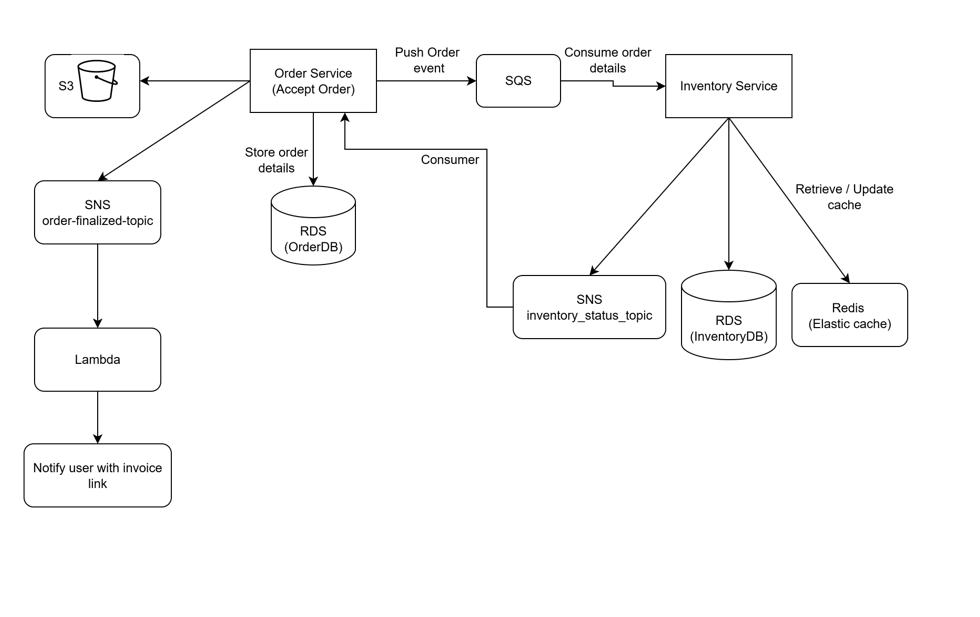 S3
Order Service
(Accept Order)
Push Order
event
SQS
Consume order
details
Inventory Service
Store order
details
Consumer
SNS
order-finalized-topic
RDS
(OrderDB)
Retrieve / Update
cache
SNS
inventory_status_topic
RDS
(InventoryDB)
Redis
(Elastic cache)
Lambda
Notify user with invoice
link